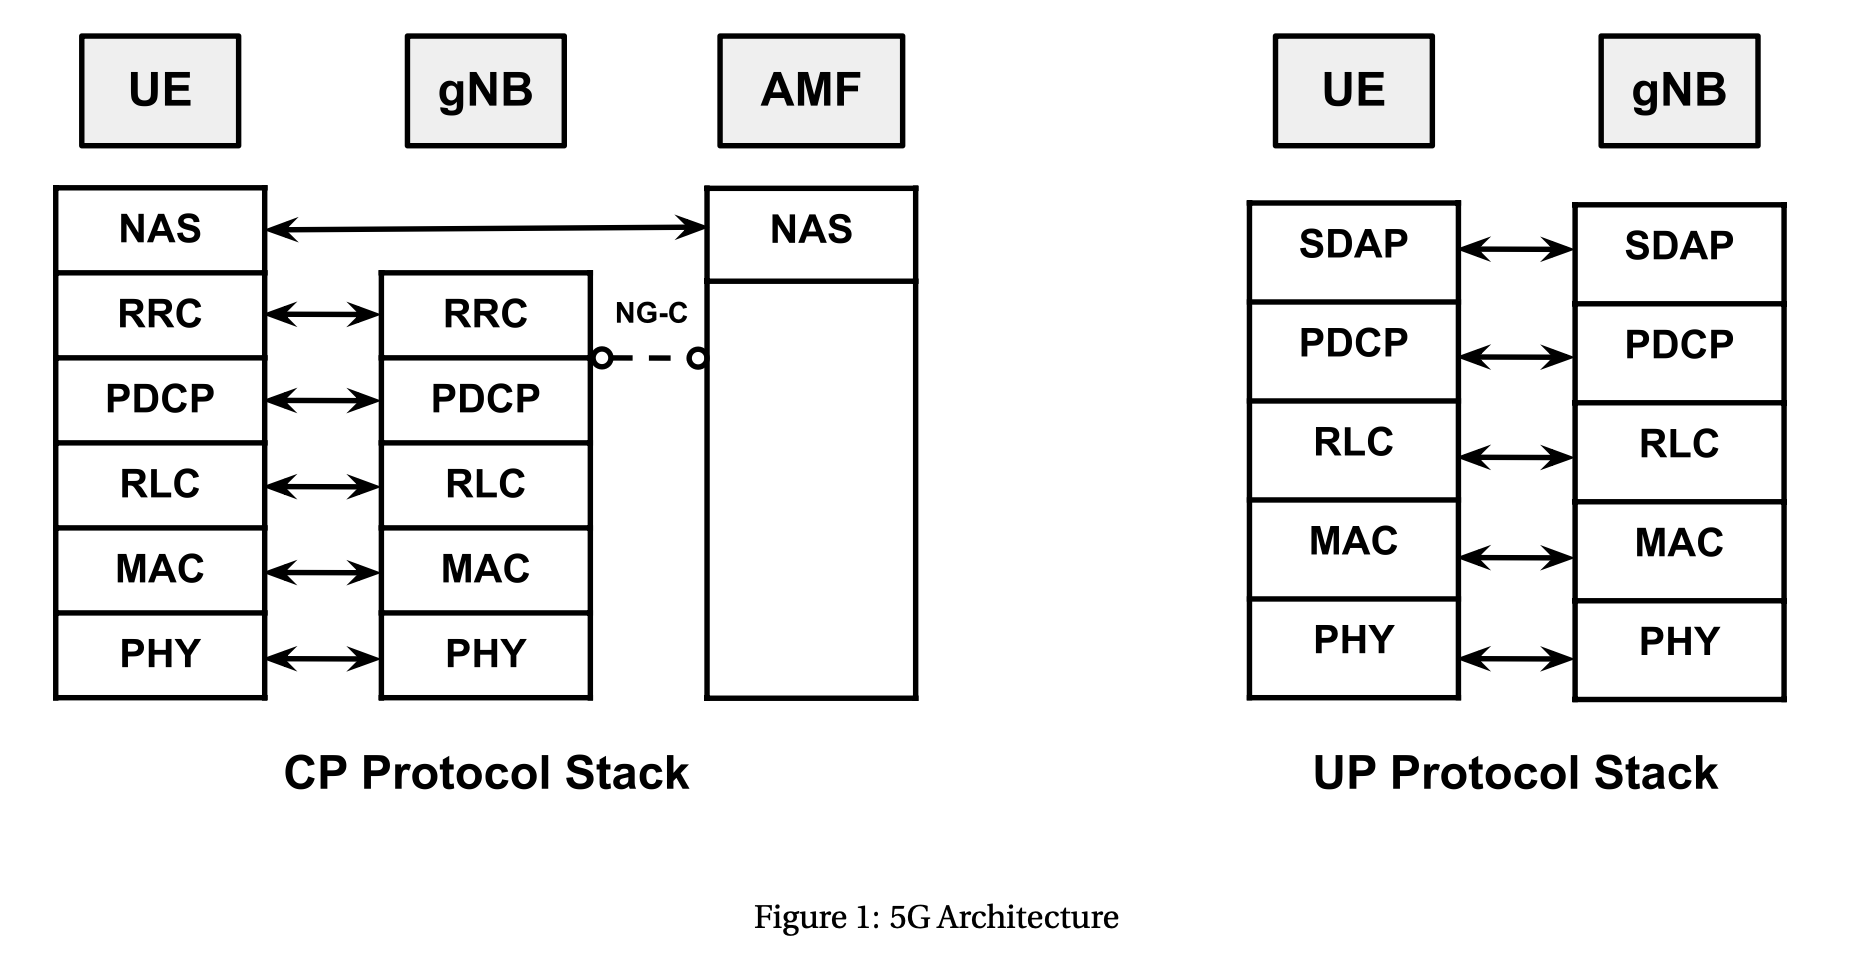 UE gNB AMF UE gNB
NAS NAS
SDAP SDAP
RRC RRC NG-C
PDCP PDCP
PDCP PDCP
RLC RLC
RLC RLC
MAC MAC
MAC MAC
PHY PHY
PHY PHY
CP Protocol Stack UP Protocol Stack
Figure 1: 5G Architecture